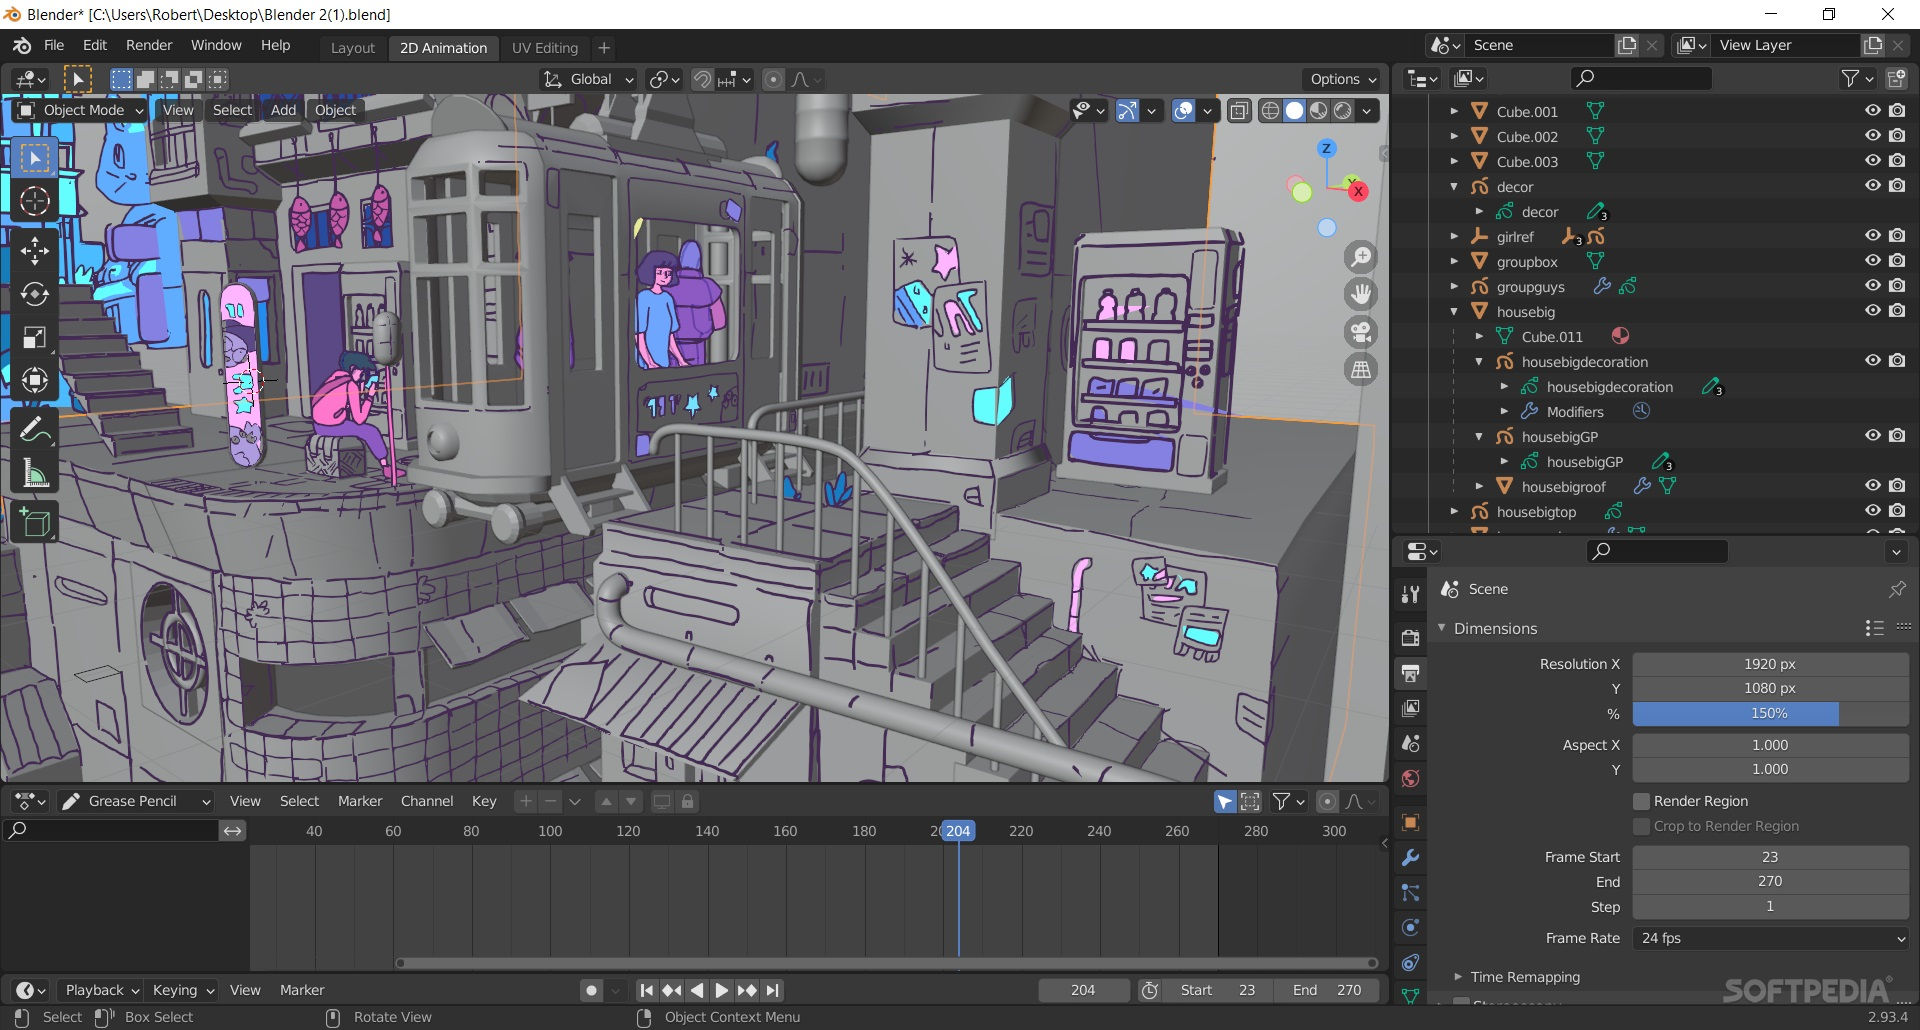 Blender* [C:\Users\Robert\Desktop\Blender 2(1).blend]
File Edit Render Window Help Layout 2D Animation UV Editing + Scene View Layer
Global Options
Object Mode View Select Add Object
Z
Y
X
Cube.001
Cube.002
Cube.003
decor
decor 3
girlref 3
groupbox
groupguys
housebig
Cube.011
housebigdecoration
housebigdecoration 3
Modifiers
housebigGP
housebigGP 3
housebigroof
housebigtop
Scene
Dimensions
Resolution X 1920 px
Y 1080 px
% 150%
Aspect X 1.000
Y 1.000
Render Region
Crop to Render Region
Frame Start 23
End 270
Step 1
Frame Rate 24 fps
Time Remapping
Grease Pencil View Select Marker Channel Key
40 60 80 100 120 140 160 180 204 220 240 260 280 300
Playback Keying View Marker 204 Start 23 End 270
SOFTPEDIA®
Select Box Select Rotate View Object Context Menu 2.93.4